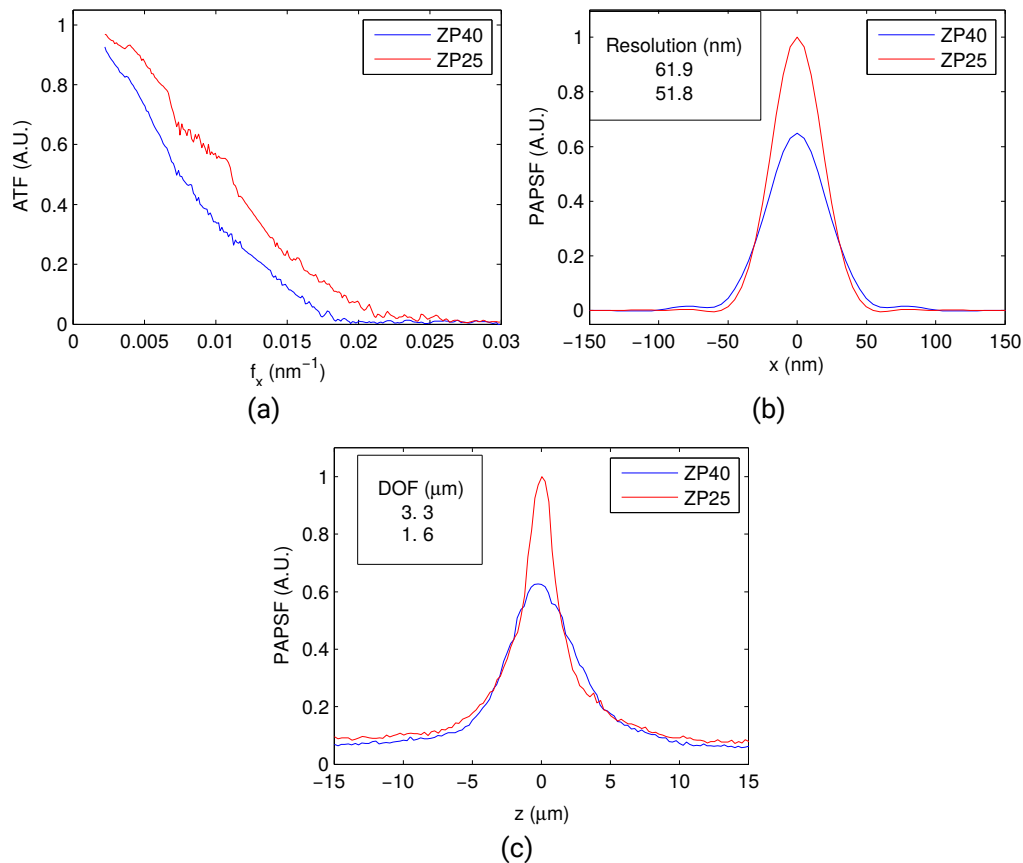 1
0.8
0.6
0.4
0.2
0
ATF (A.U.)
ZP40
ZP25
0 0.005 0.01 0.015 0.02 0.025 0.03
f_x (nm⁻¹)
(a)
1
0.8
0.6
0.4
0.2
0
PAPSF (A.U.)
Resolution (nm)
61.9
51.8
ZP40
ZP25
−150 −100 −50 0 50 100 150
x (nm)
(b)
1
0.8
0.6
0.4
0.2
0
PAPSF (A.U.)
DOF (μm)
3. 3
1. 6
ZP40
ZP25
−15 −10 −5 0 5 10 15
z (μm)
(c)